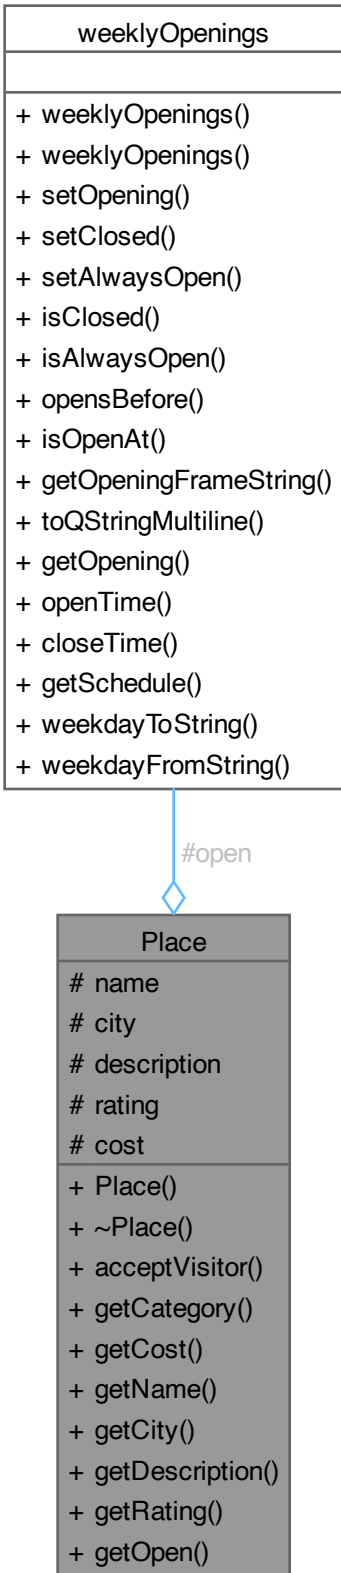 weeklyOpenings
+ weeklyOpenings()
+ weeklyOpenings()
+ setOpening()
+ setClosed()
+ setAlwaysOpen()
+ isClosed()
+ isAlwaysOpen()
+ opensBefore()
+ isOpenAt()
+ getOpeningFrameString()
+ toQStringMultiline()
+ getOpening()
+ openTime()
+ closeTime()
+ getSchedule()
+ weekdayToString()
+ weekdayFromString()
#open
Place
# name
# city
# description
# rating
# cost
+ Place()
+ ~Place()
+ acceptVisitor()
+ getCategory()
+ getCost()
+ getName()
+ getCity()
+ getDescription()
+ getRating()
+ getOpen()